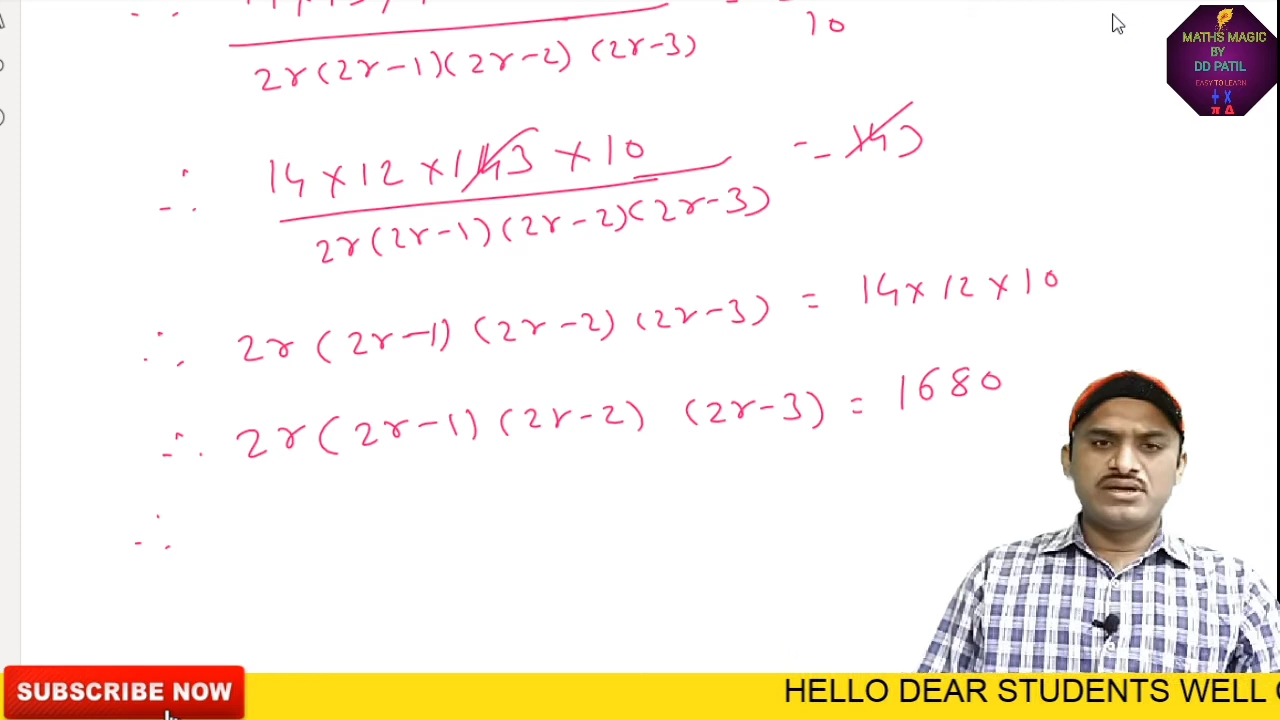 10
2r(2r-1)(2r-2) (2r-3)
∴ 14 × 12 × 143 × 10 = 143
2r(2r-1)(2r-2)(2r-3)
∴ 2r (2r-1) (2r-2) (2r-3) = 14 × 12 × 10
∴ 2r (2r-1) (2r-2) (2r-3) = 1680
∴
MATHS MAGIC
BY
DD PATIL
EASY TO LEARN
+ X
π Δ
SUBSCRIBE NOW
HELLO DEAR STUDENTS WELL